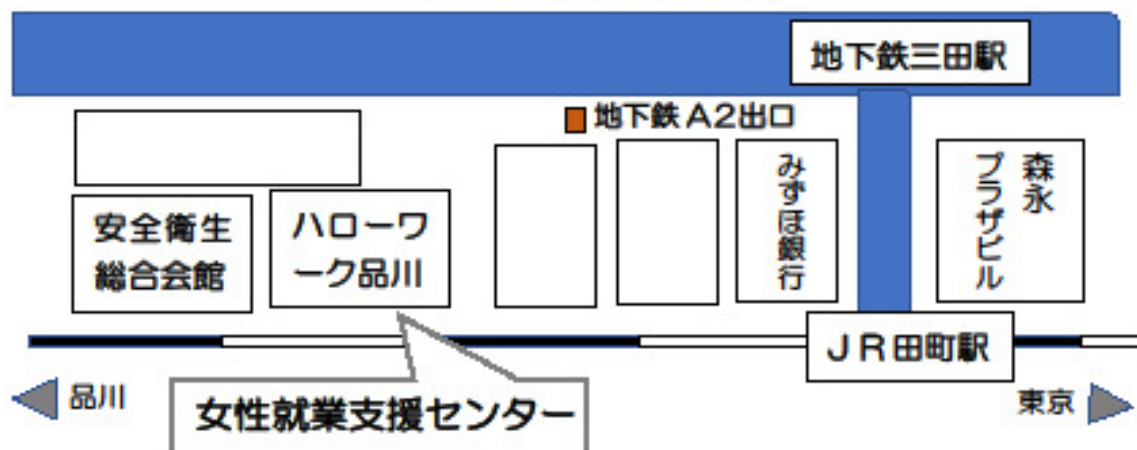 地下鉄三田駅
地下鉄A2出口
安全衛生
総合会館
ハローワ
ーク品川
みずほ銀行
森永
プラザビル
JR田町駅
品川
東京
女性就業支援センター